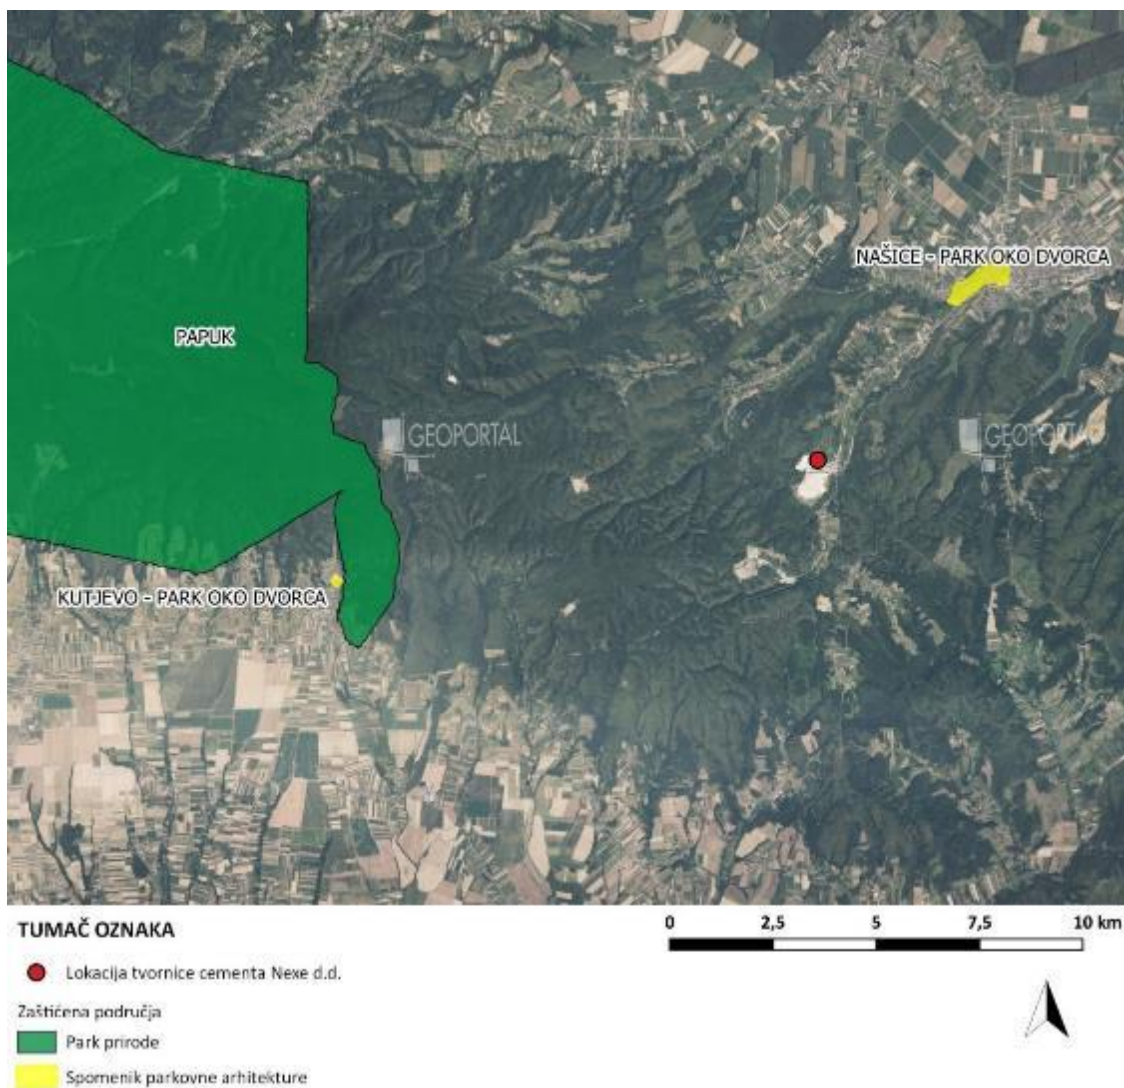 NAŠICE - PARK OKO DVORCA
PAPUK
GEOPORTAL
GEOPORTAL
KUTJEVO - PARK OKO DVORCA
TUMAČ OZNAKA
0 2,5 5 7,5 10 km
Lokacija tvornice cementa Nexe d.d.
Zaštićena područja
Park prirode
Spomenik parkovne arhitekture